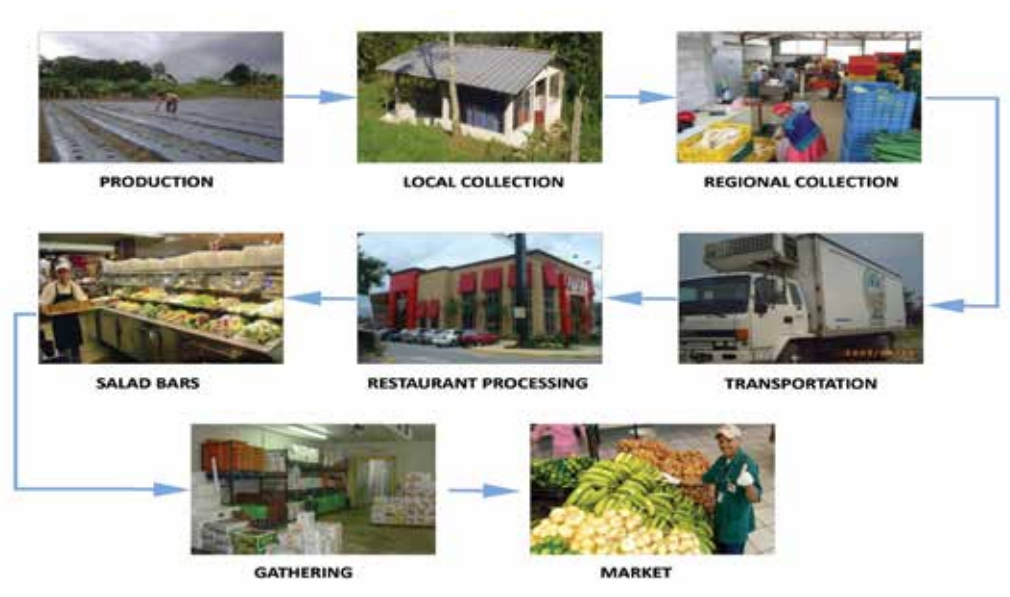 PRODUCTION
LOCAL COLLECTION
REGIONAL COLLECTION
SALAD BARS
RESTAURANT PROCESSING
TRANSPORTATION
GATHERING
MARKET